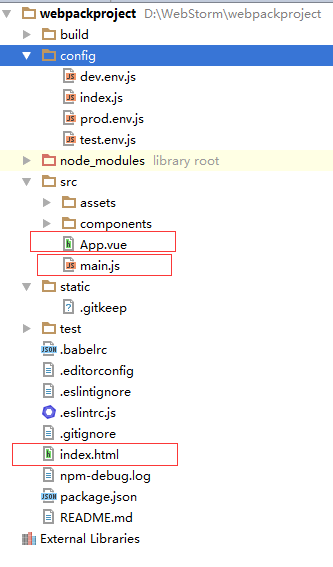 webpackproject D:\WebStorm\webpackproject
build
config
dev.env.js
index.js
prod.env.js
test.env.js
node_modules library root
src
assets
components
App.vue
main.js
static
.gitkeep
test
.babelrc
.editorconfig
.eslintignore
.eslintrc.js
.gitignore
index.html
npm-debug.log
package.json
README.md
External Libraries